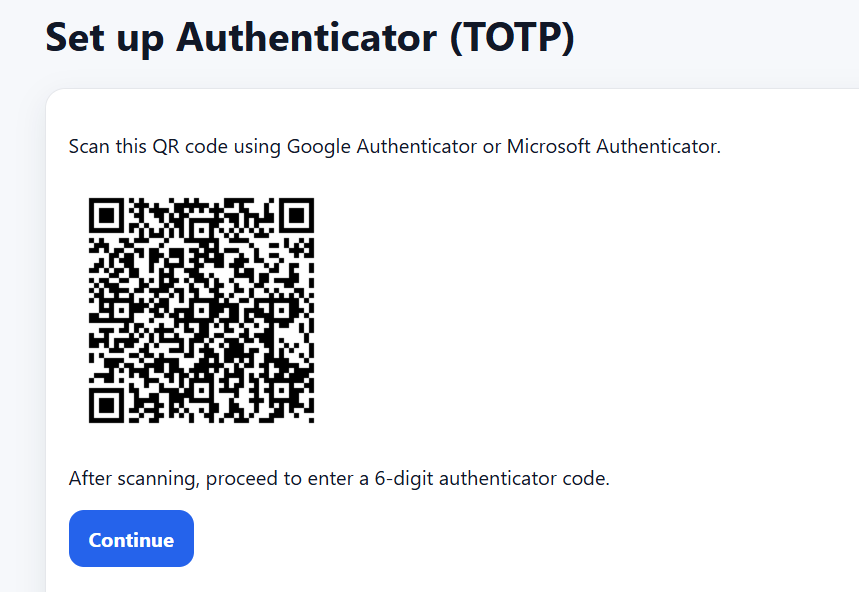 Set up Authenticator (TOTP)
Scan this QR code using Google Authenticator or Microsoft Authenticator.
After scanning, proceed to enter a 6-digit authenticator code.
Continue